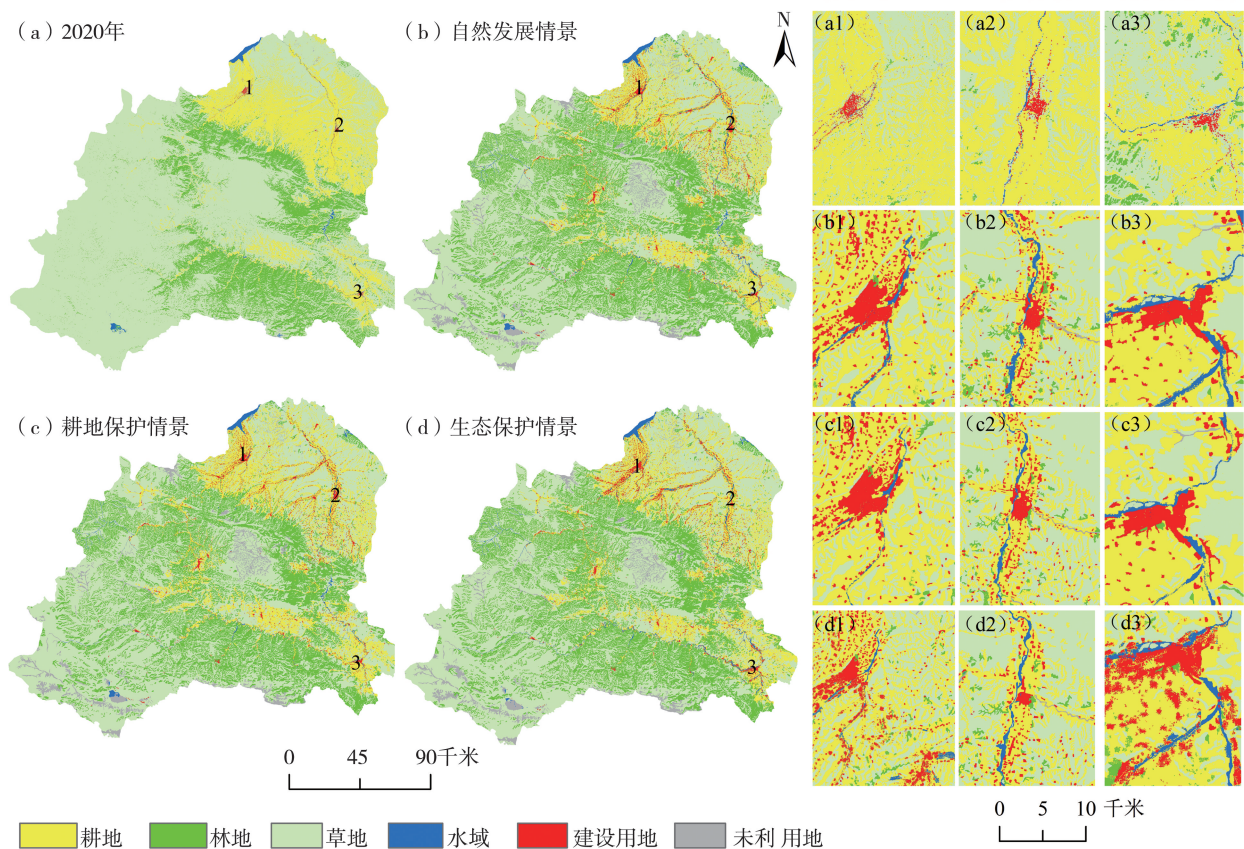 （a）2020年
（b）自然发展情景
N
1
2
3
1
2
3
（c）耕地保护情景
（d）生态保护情景
1
2
3
1
2
3
（a1）
（a2）
（a3）
（b1）
（b2）
（b3）
（c1）
（c2）
（c3）
（d1）
（d2）
（d3）
0 45 90千米
0 5 10 千米
耕地 林地 草地 水域 建设用地 未利 用地